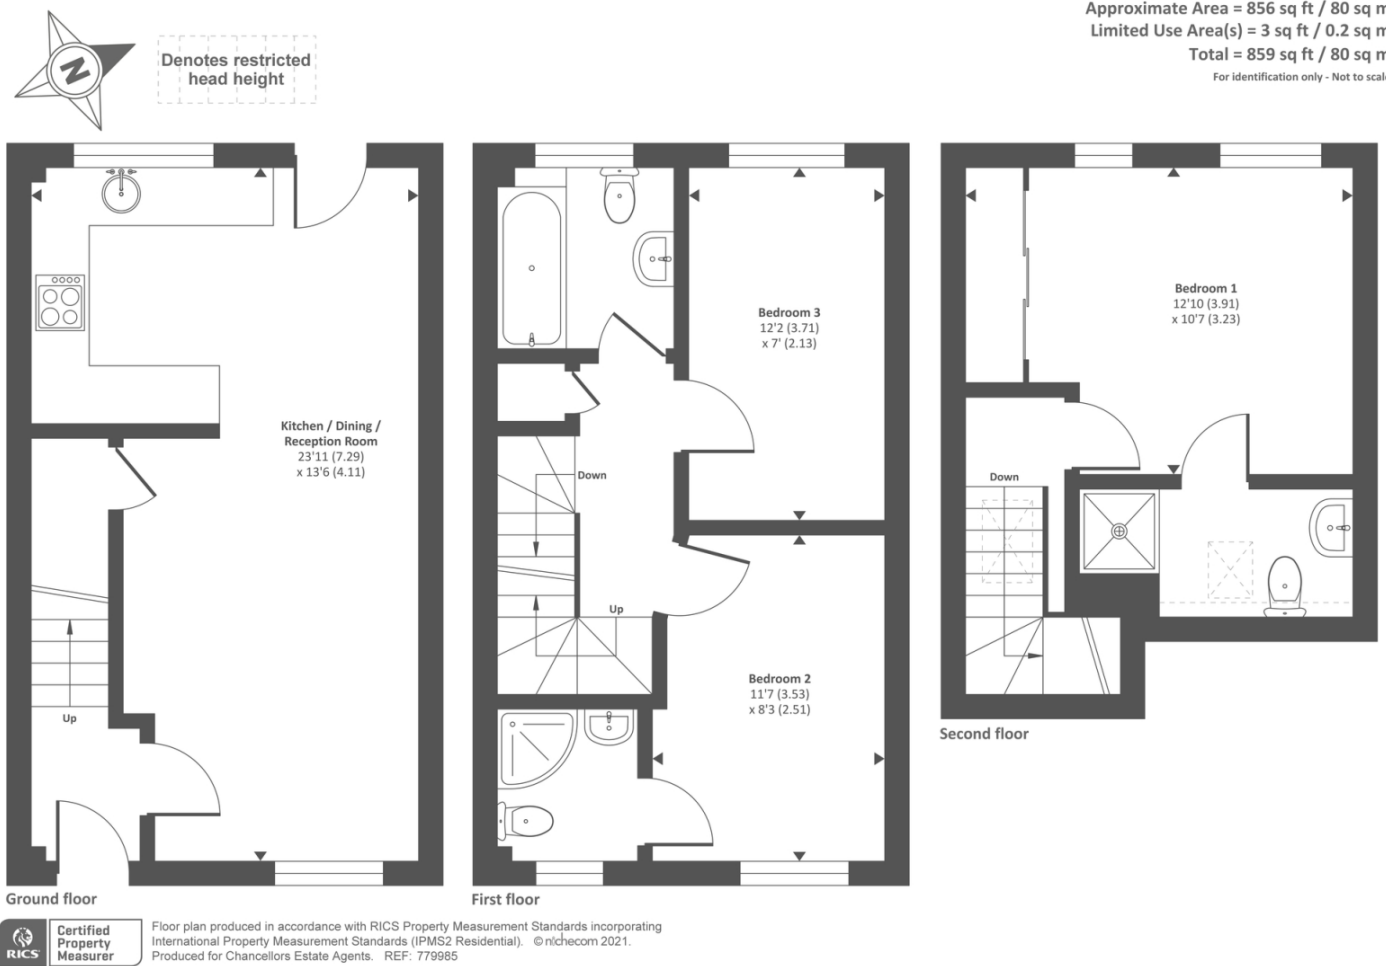 Approximate Area = 856 sq ft / 80 sq m
Limited Use Area(s) = 3 sq ft / 0.2 sq m
Total = 859 sq ft / 80 sq m
For identification only - Not to scale
N
Denotes restricted
head height
Kitchen / Dining /
Reception Room
23'11 (7.29)
x 13'6 (4.11)
Up
Ground floor
Bedroom 3
12'2 (3.71)
x 7' (2.13)
Down
Up
Bedroom 2
11'7 (3.53)
x 8'3 (2.51)
First floor
Bedroom 1
12'10 (3.91)
x 10'7 (3.23)
Down
Second floor
RICS
Certified
Property
Measurer
Floor plan produced in accordance with RICS Property Measurement Standards incorporating
International Property Measurement Standards (IPMS2 Residential). © nichecom 2021.
Produced for Chancellors Estate Agents. REF: 779985